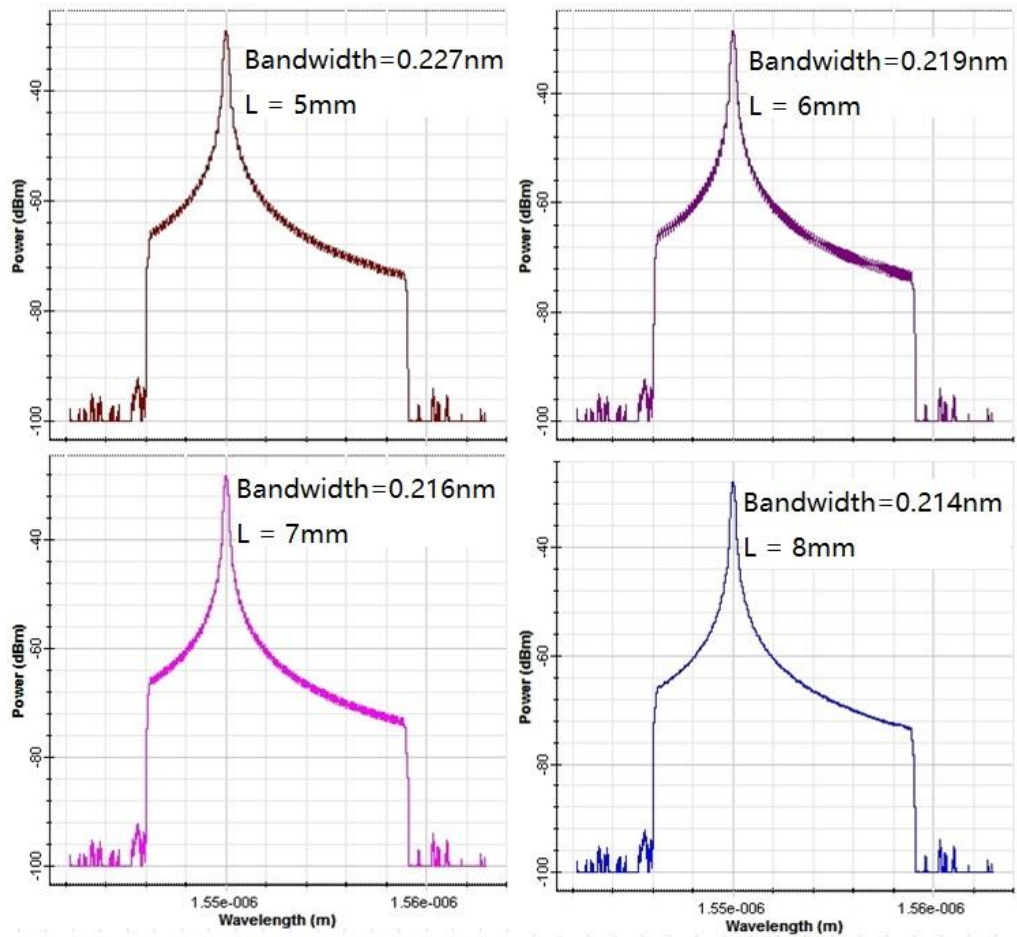 Bandwidth=0.227nm
L = 5mm
Power (dBm)
-40
-60
-80
-100
Bandwidth=0.219nm
L = 6mm
Power (dBm)
-40
-60
-80
-100
Bandwidth=0.216nm
L = 7mm
Power (dBm)
-40
-60
-80
-100
1.55e-006
1.56e-006
Wavelength (m)
Bandwidth=0.214nm
L = 8mm
Power (dBm)
-40
-60
-80
-100
1.55e-006
1.56e-006
Wavelength (m)